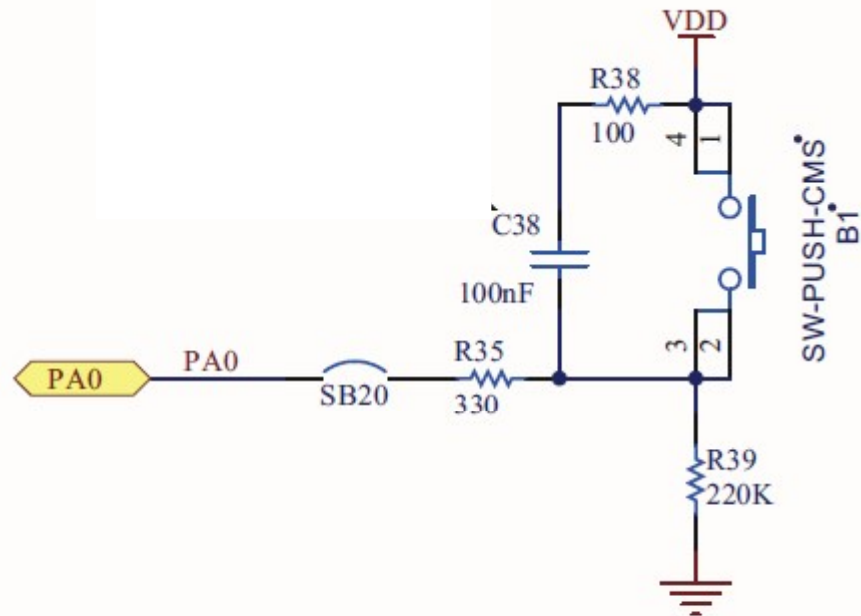 VDD
R38
100
4
1
SW-PUSH-CMS
B1
C38
100nF
3
2
PA0
PA0
SB20
R35
330
R39
220K